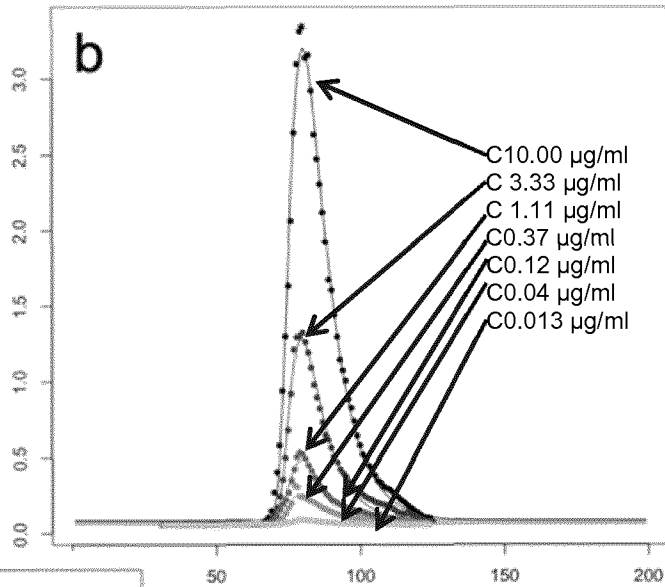 b
3.0
2.5
2.0
1.5
1.0
0.5
0.0
C10.00 µg/ml
C 3.33 µg/ml
C 1.11 µg/ml
C0.37 µg/ml
C0.12 µg/ml
C0.04 µg/ml
C0.013 µg/ml
50 100 150 200